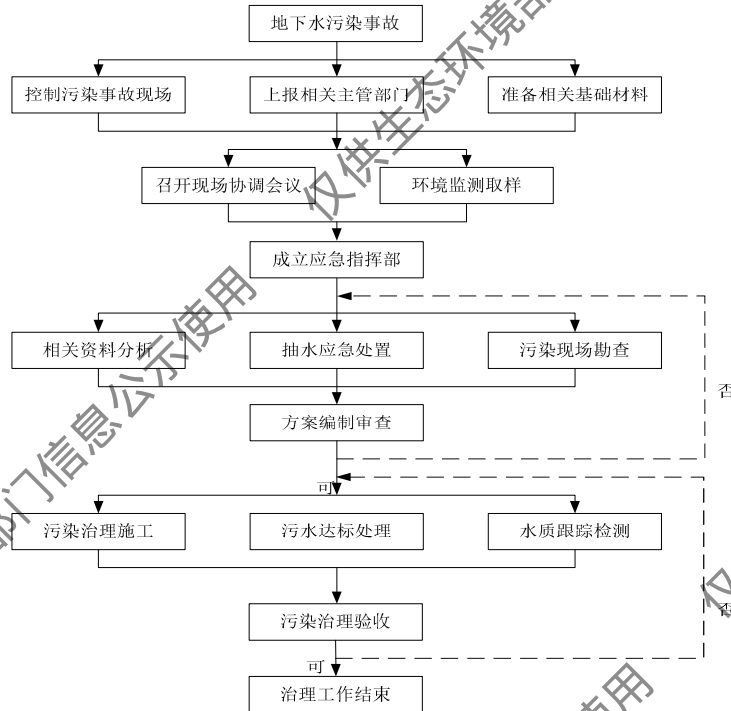 地下水污染事故
控制污染事故现场 上报相关主管部门 准备相关基础材料
召开现场协调会议 环境监测取样
成立应急指挥部
相关资料分析 抽水应急处置 污染现场勘查
否
方案编制审查
可
污染治理施工 污水达标处理 水质跟踪检测
否
污染治理验收
可
治理工作结束
仅供生态环境部
部门信息公示使用
仅
使用